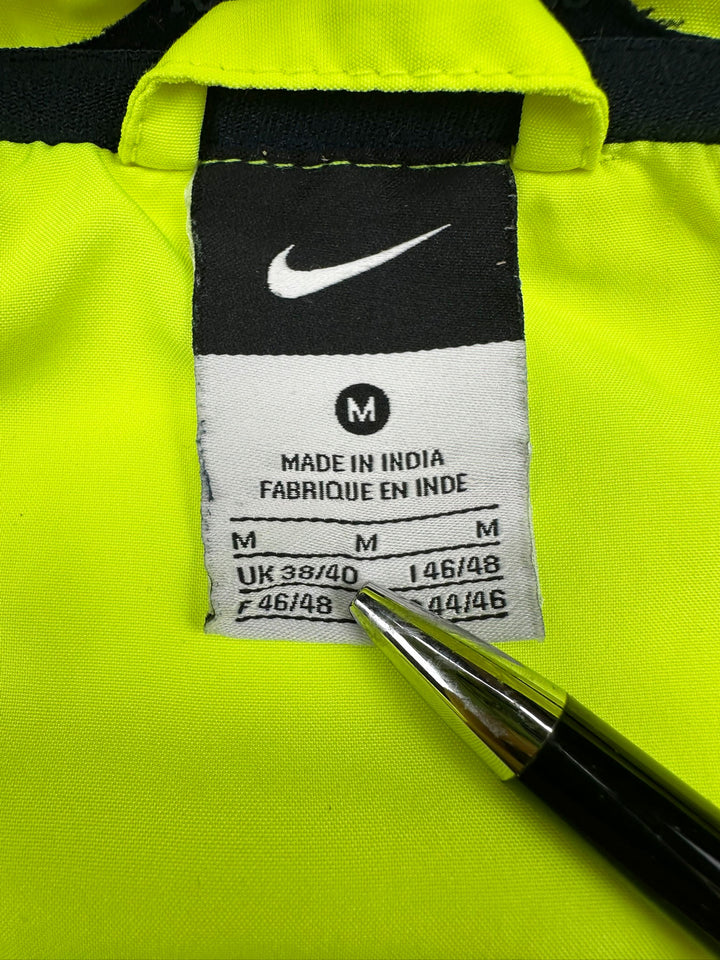 M
MADE IN INDIA
FABRIQUE EN INDE
M M M
UK 38/40 I 46/48
F 46/48 44/46